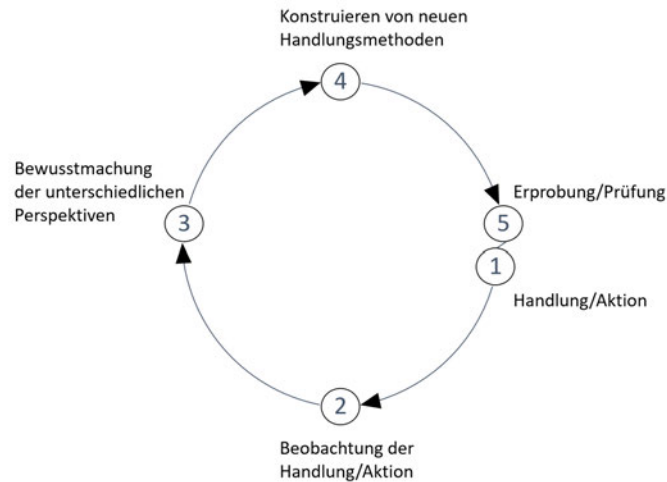 Konstruieren von neuen
Handlungsmethoden
4
Bewusstmachung
der unterschiedlichen
Perspektiven
3
Erprobung/Prüfung
5
1
Handlung/Aktion
2
Beobachtung der
Handlung/Aktion